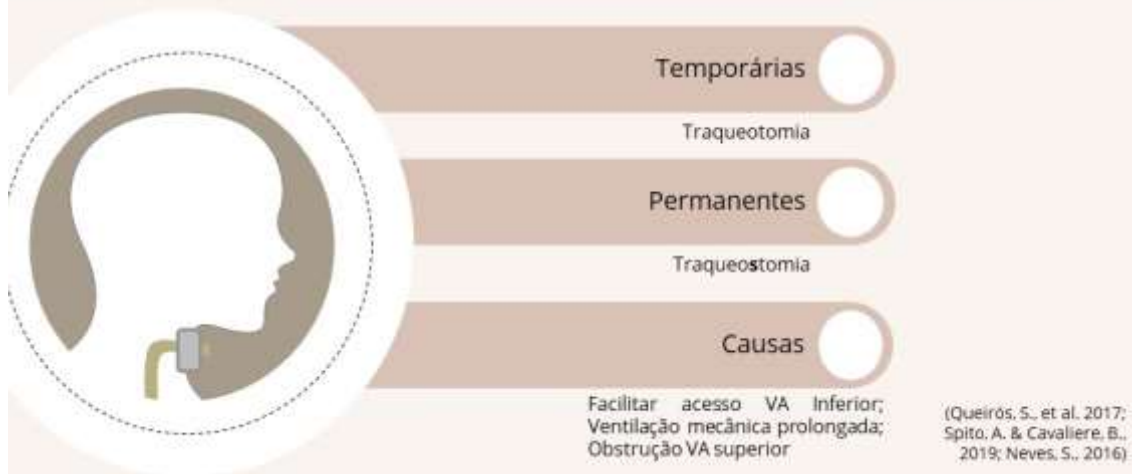 Temporárias
Traqueotomia
Permanentes
Traqueostomia
Causas
Facilitar acesso VA Inferior;
Ventilação mecânica prolongada;
Obstrução VA superior
(Queirós, S., et al. 2017;
Spito, A. & Cavaliere, B.,
2019; Neves, S., 2016)